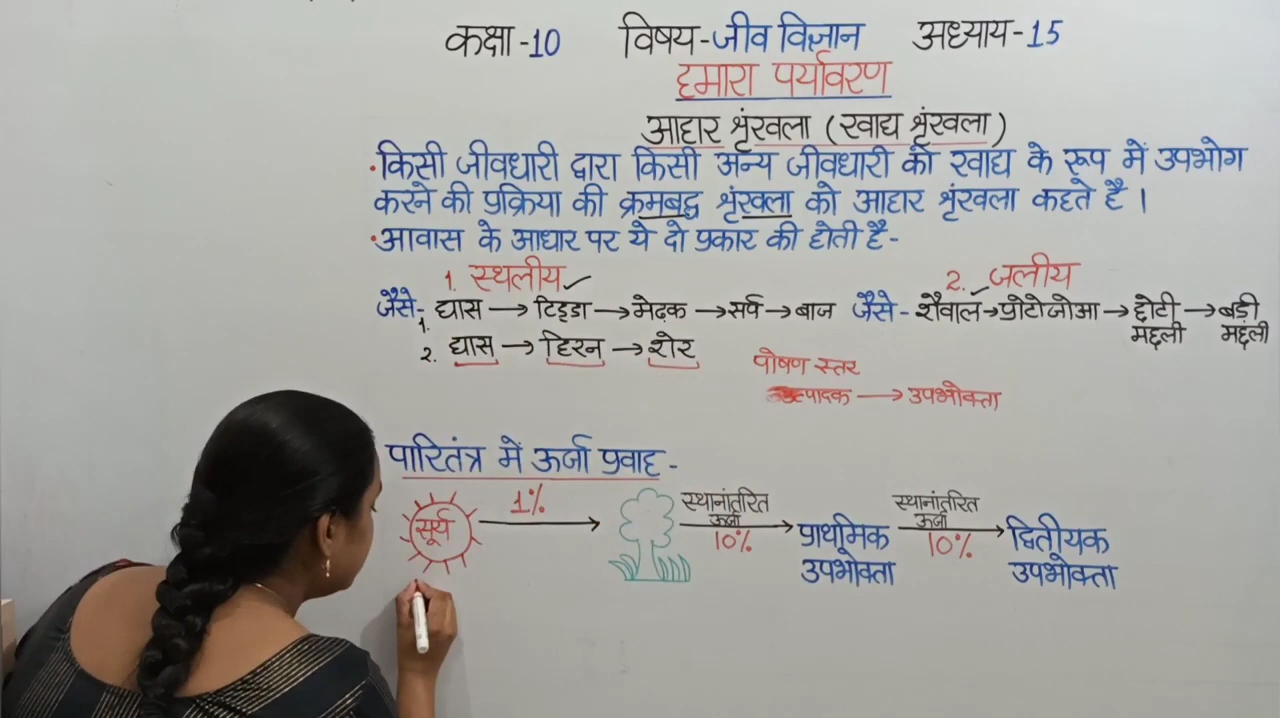 कक्षा-10 विषय-जीव विज्ञान अध्याय-15
हमारा पर्यावरण
आहार श्रृंखला (खाद्य श्रृंखला)
•किसी जीवधारी द्वारा किसी अन्य जीवधारी को खाद्य के रूप में उपभोग
करने की प्रक्रिया की क्रमबद्ध श्रृंखला को आहार श्रृंखला कहते है।
•आवास के आधार पर ये दो प्रकार की होती है-
1. स्थलीय✓ 2. जलीय
जैसे- 1. घास→टिड्डा→मेढ़क→सर्प→बाज जैसे- शैवाल→प्रोटोजोआ→छोटी मछली→बड़ी मछली
2. घास→हिरन→शेर
पोषण स्तर
उत्पादक→उपभोक्ता
पारितंत्र में ऊर्जा प्रवाह-
सूर्य 1% स्थानांतरित ऊर्जा 10% प्राथमिक उपभोक्ता स्थानांतरित ऊर्जा 10% द्वितीयक उपभोक्ता